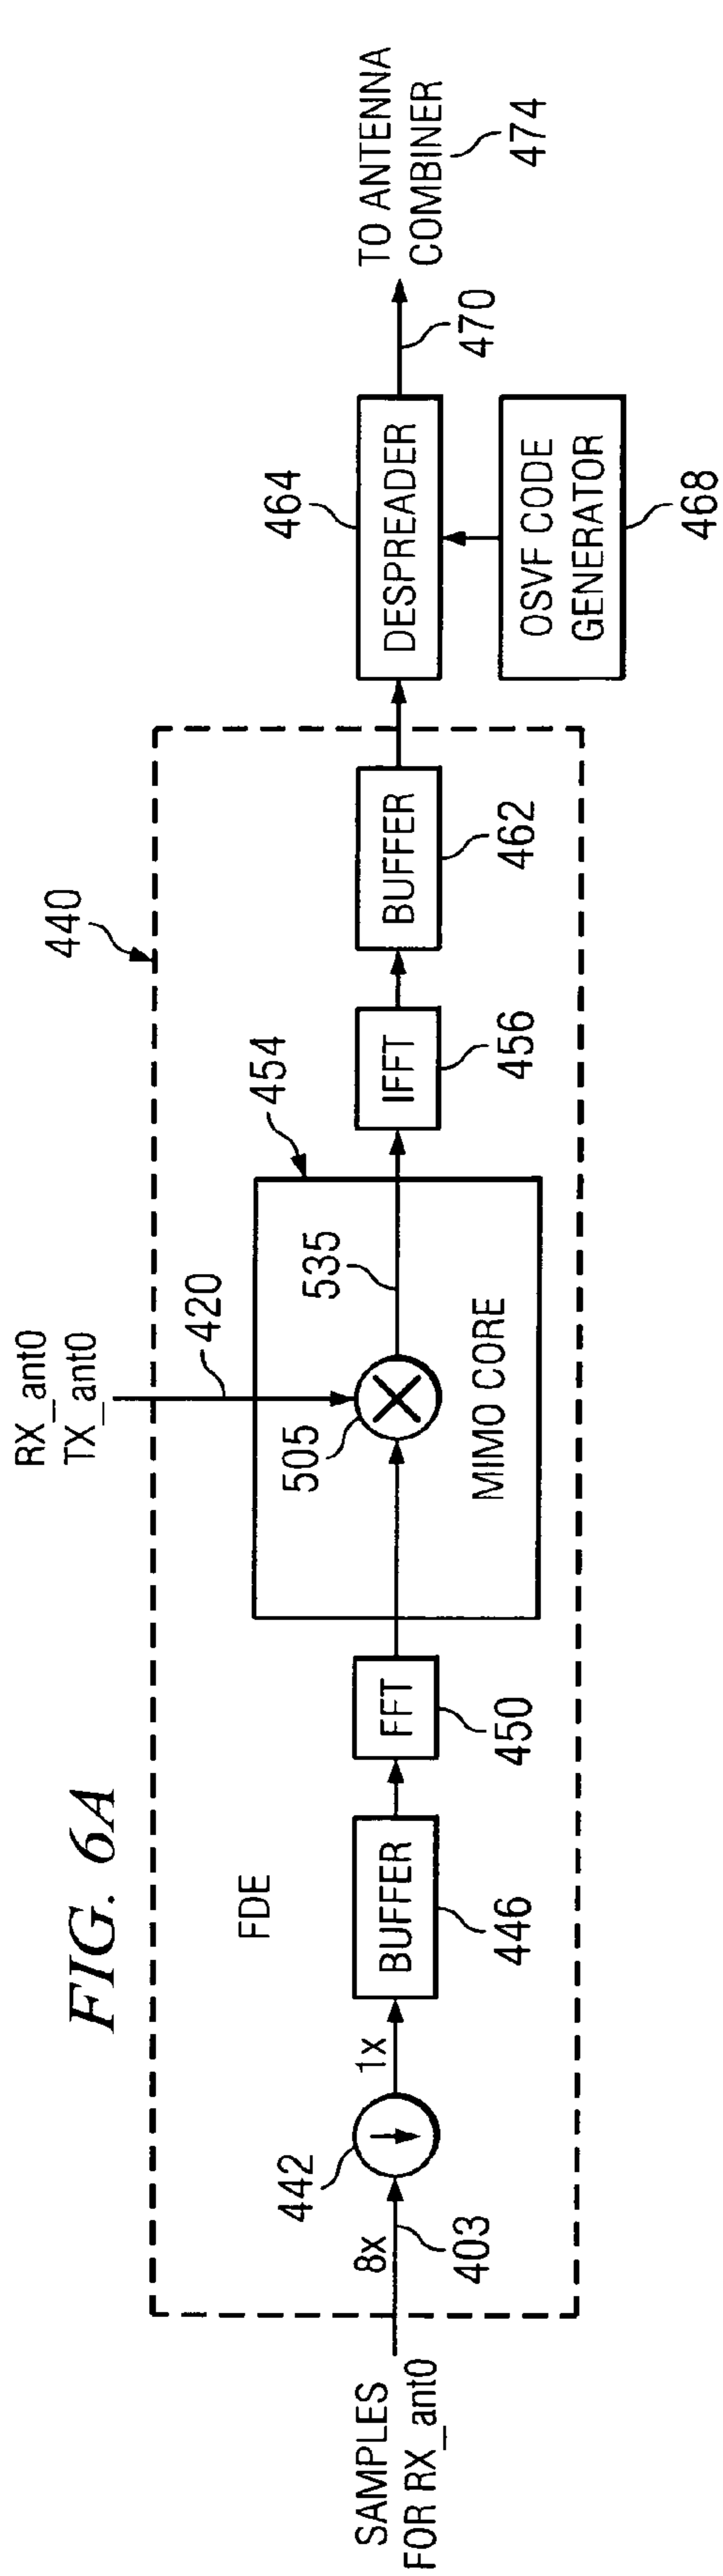 FIG. 6A
RX_ant0
TX_ant0
420
440
FDE
454
SAMPLES
FOR RX_ant0
8x
403
442
1x
BUFFER
446
FFT
450
505
535
MIMO CORE
IFFT
456
BUFFER
462
464
DESPREADER
OSVF CODE
GENERATOR
468
470
TO ANTENNA
COMBINER
474